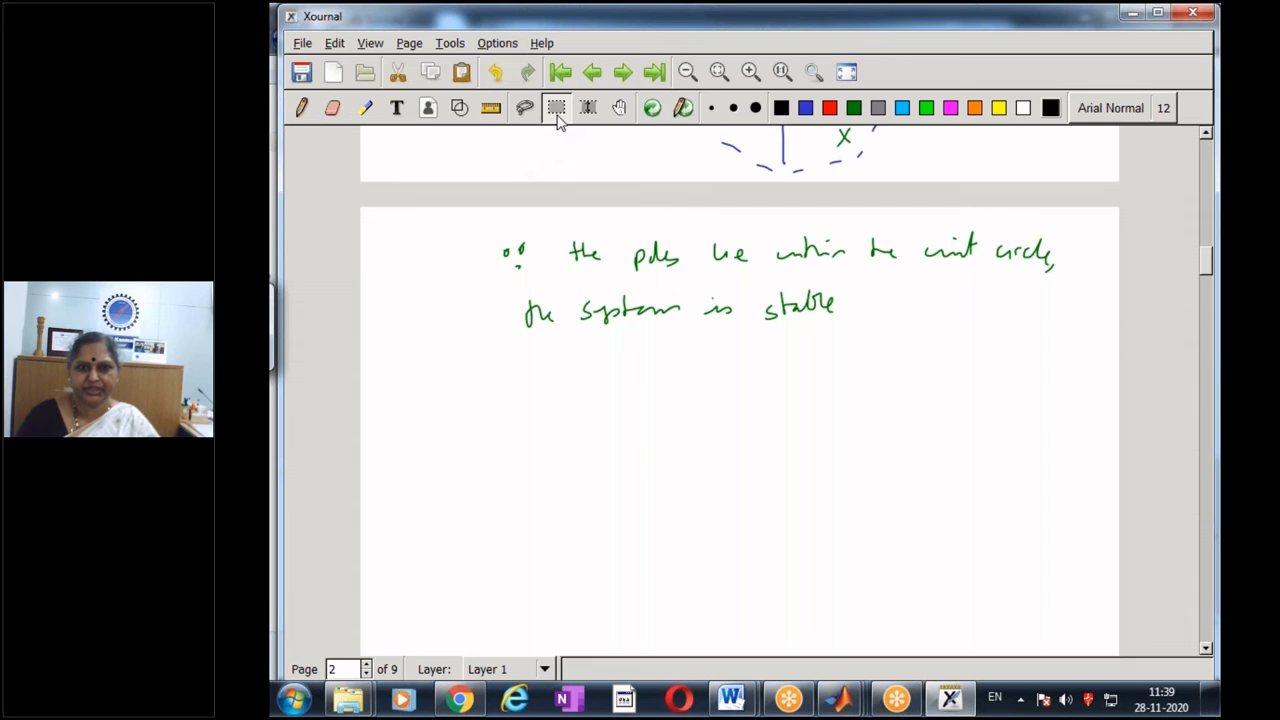 Xournal
File Edit View Page Tools Options Help
Arial Normal 12
X
∵ the poles lie within the unit circle,
the system is stable
Page 2 of 9 Layer: Layer 1
EN
11:39
28-11-2020